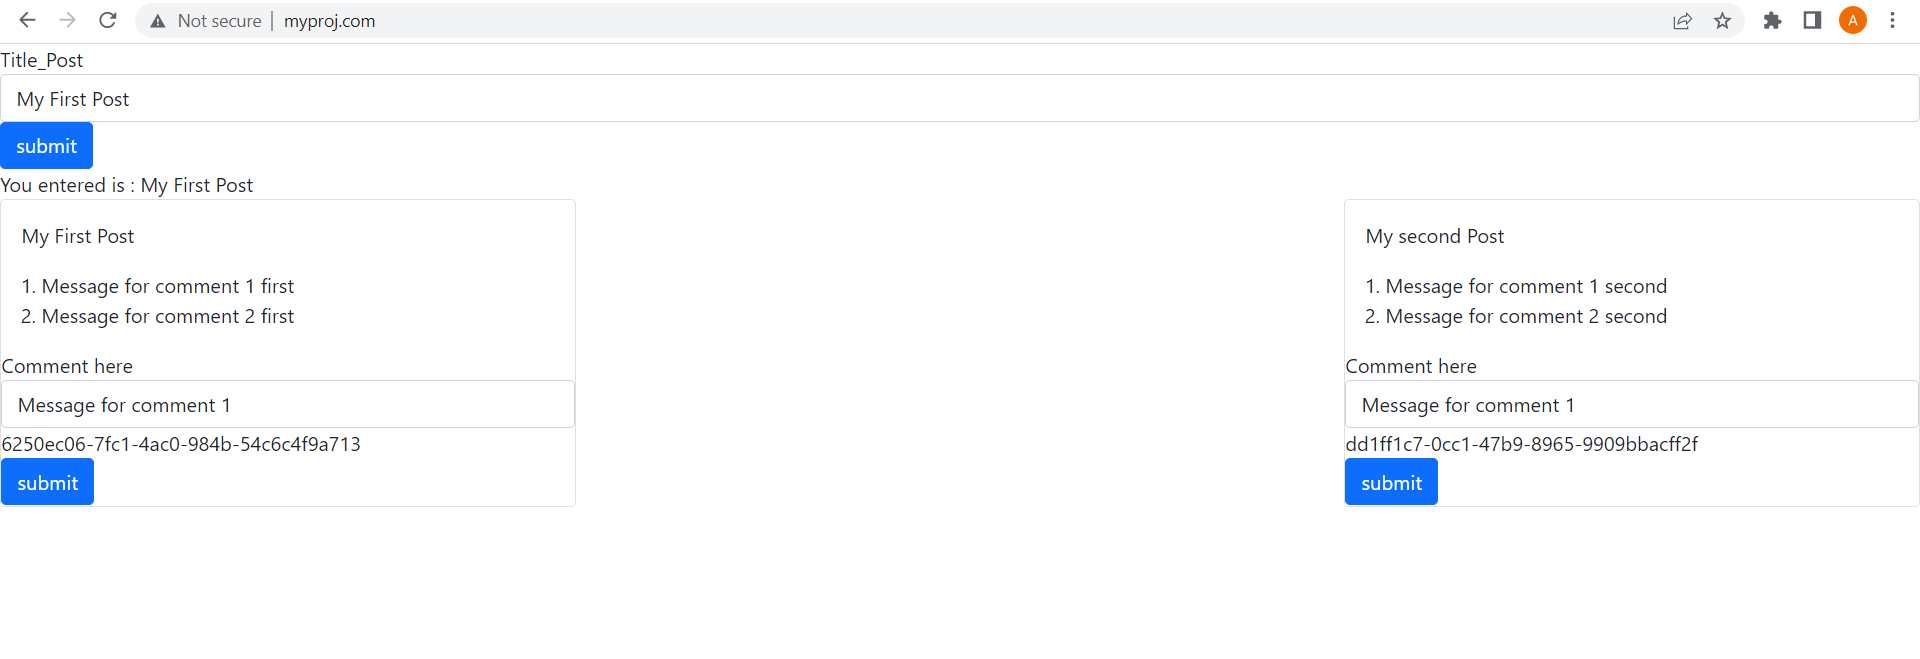 Not secure | myproj.com
A
Title_Post
My First Post
submit
You entered is : My First Post
My First Post
1. Message for comment 1 first
2. Message for comment 2 first
Comment here
Message for comment 1
6250ec06-7fc1-4ac0-984b-54c6c4f9a713
submit
My second Post
1. Message for comment 1 second
2. Message for comment 2 second
Comment here
Message for comment 1
dd1ff1c7-0cc1-47b9-8965-9909bbacff2f
submit